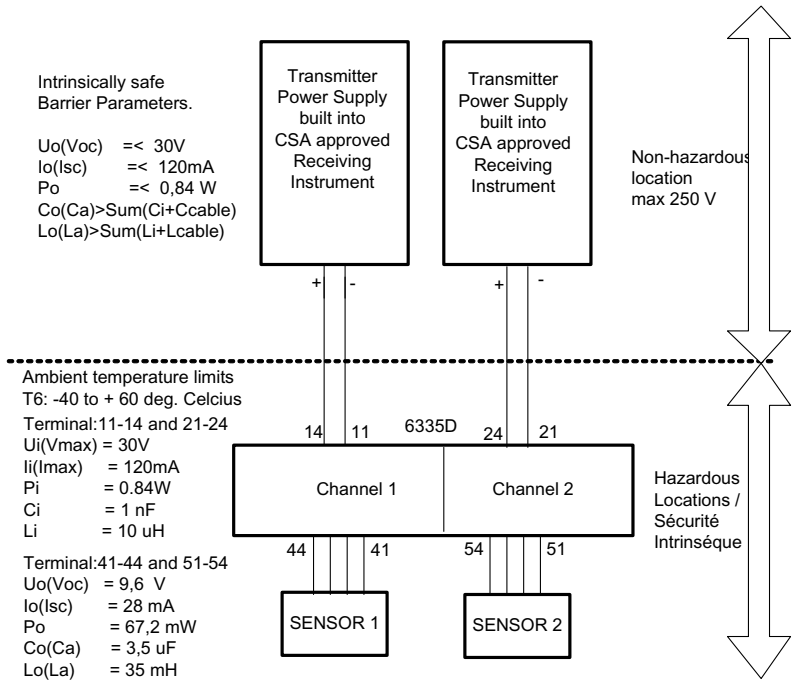 Intrinsically safe
Barrier Parameters.
Uo(Voc) =< 30V
Io(Isc) =< 120mA
Po =< 0,84 W
Co(Ca)>Sum(Ci+Ccable)
Lo(La)>Sum(Li+Lcable)
Transmitter
Power Supply
built into
CSA approved
Receiving
Instrument
Transmitter
Power Supply
built into
CSA approved
Receiving
Instrument
Non-hazardous
location
max 250 V
+ -
+ -
Ambient temperature limits
T6: -40 to + 60 deg. Celcius
Terminal:11-14 and 21-24
Ui(Vmax) = 30V
Ii(Imax) = 120mA
Pi = 0.84W
Ci = 1 nF
Li = 10 uH
Terminal:41-44 and 51-54
Uo(Voc) = 9,6 V
Io(Isc) = 28 mA
Po = 67,2 mW
Co(Ca) = 3,5 uF
Lo(La) = 35 mH
14 11 6335D 24 21
Channel 1 Channel 2
44 41 54 51
SENSOR 1 SENSOR 2
Hazardous
Locations /
Sécurité
Intrinséque